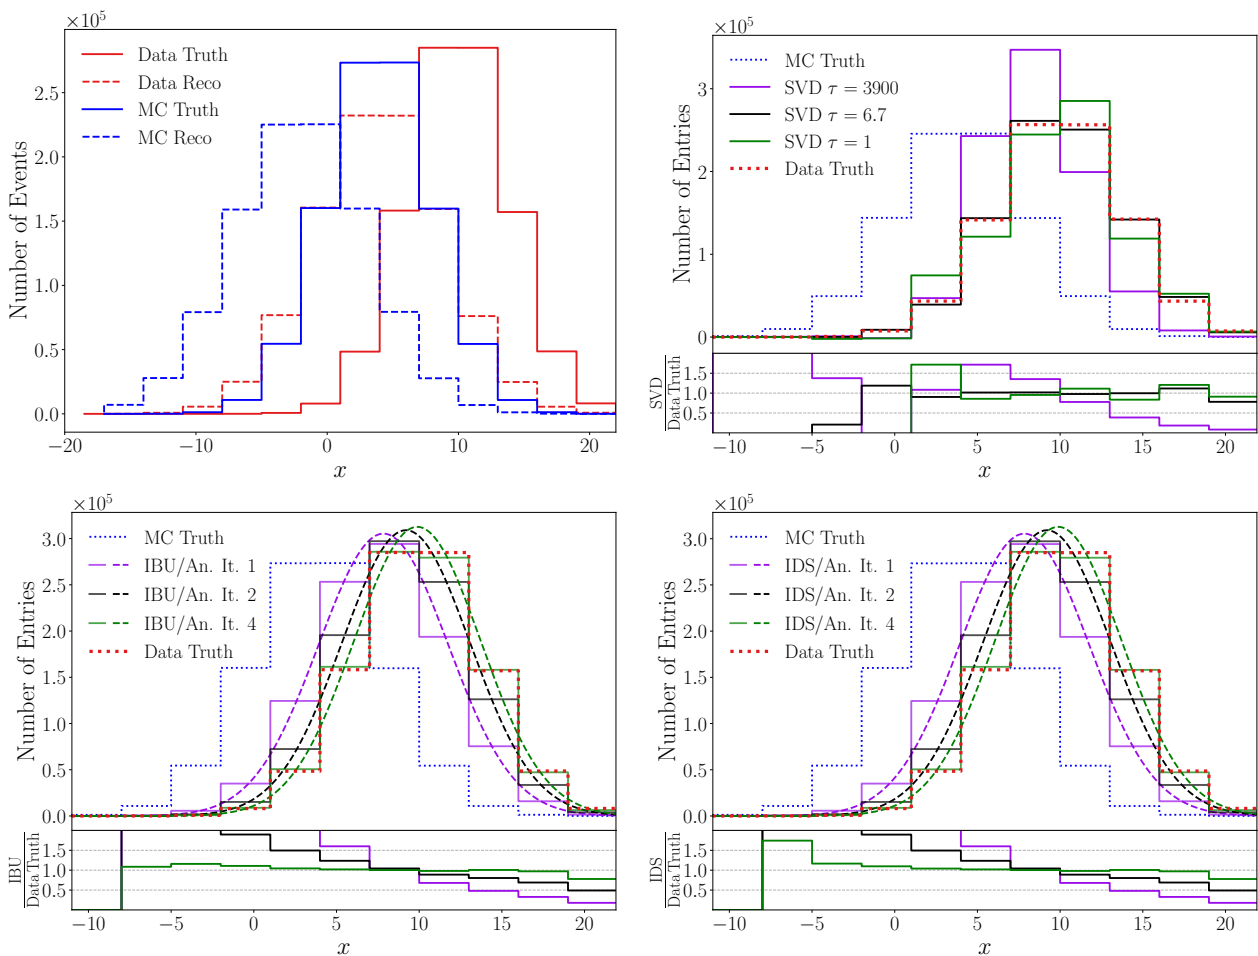 ×10⁵
Number of Events
2.5
2.0
1.5
1.0
0.5
0.0
Data Truth
Data Reco
MC Truth
MC Reco
−20
−10
0
10
20
x
×10⁵
Number of Entries
3
2
1
0
MC Truth
SVD τ = 3900
SVD τ = 6.7
SVD τ = 1
Data Truth
SVD
Data Truth
1.5
1.0
0.5
−10
−5
0
5
10
15
20
x
×10⁵
Number of Entries
3.0
2.5
2.0
1.5
1.0
0.5
0.0
MC Truth
IBU/An. It. 1
IBU/An. It. 2
IBU/An. It. 4
Data Truth
IBU
Data Truth
1.5
1.0
0.5
−10
−5
0
5
10
15
20
x
×10⁵
Number of Entries
3.0
2.5
2.0
1.5
1.0
0.5
0.0
MC Truth
IDS/An. It. 1
IDS/An. It. 2
IDS/An. It. 4
Data Truth
IDS
Data Truth
1.5
1.0
0.5
−10
−5
0
5
10
15
20
x